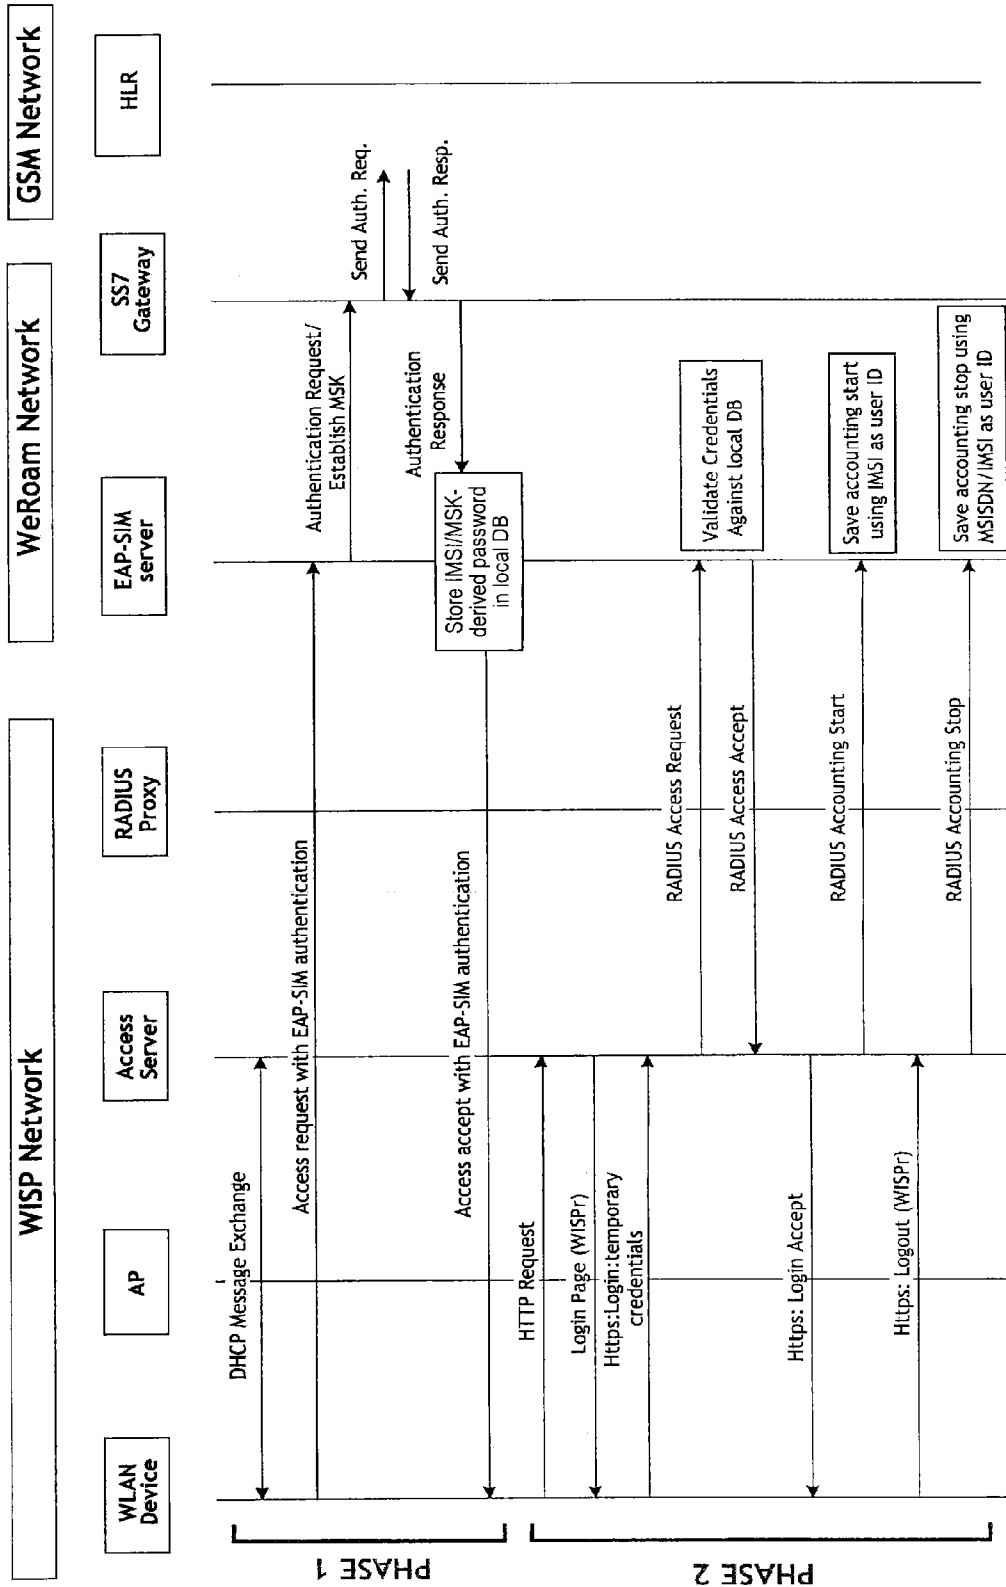 WISP Network
WeRoam Network
GSM Network
WLAN
Device
AP
Access
Server
RADIUS
Proxy
EAP-SIM
server
SS7
Gateway
HLR
PHASE 1
DHCP Message Exchange
Access request with EAP-SIM authentication
Authentication Request/
Establish MSK
Send Auth. Req.
Send Auth. Resp.
Authentication
Response
Store IMSI/MSK-
derived password
in local DB
Access accept with EAP-SIM authentication
PHASE 2
HTTP Request
Login Page (WISPr)
Https:Login:temporary
credentials
RADIUS Access Request
Validate Credentials
Against local DB
RADIUS Access Accept
Https: Login Accept
RADIUS Accounting Start
Save accounting start
using IMSI as user ID
Https: Logout (WISPr)
RADIUS Accounting Stop
Save accounting stop using
MSISDN/IMSI as user ID